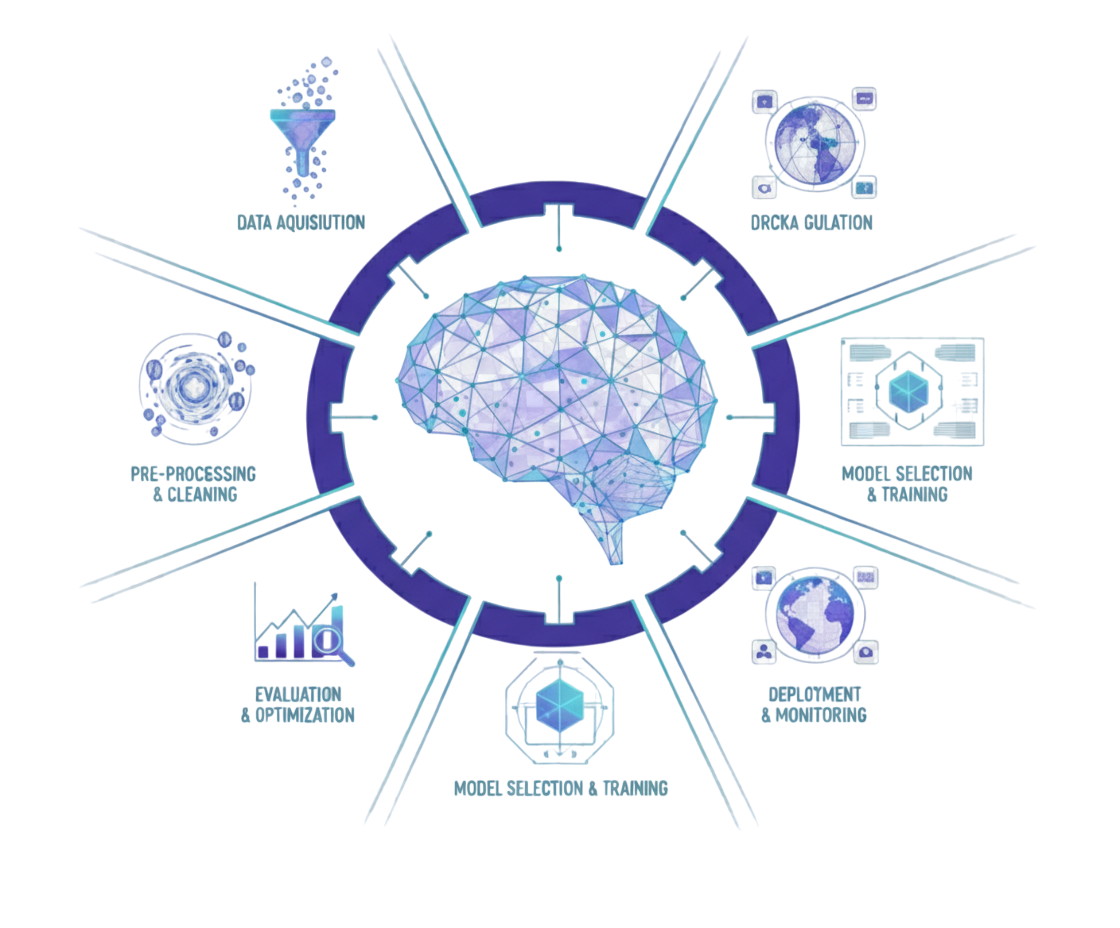 DATA AQUISIUTION
DRCKA GULATION
PRE-PROCESSING
& CLEANING
MODEL SELECTION
& TRAINING
EVALUATION
& OPTIMIZATION
DEPLOYMENT
& MONITORING
MODEL SELECTION & TRAINING